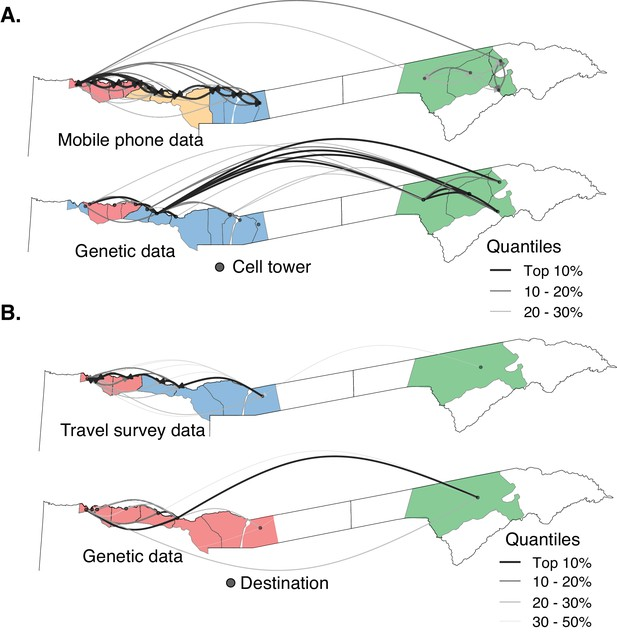 A.
Mobile phone data
Genetic data
Cell tower
Quantiles
Top 10%
10 - 20%
20 - 30%
B.
Travel survey data
Genetic data
Destination
Quantiles
Top 10%
10 - 20%
20 - 30%
30 - 50%